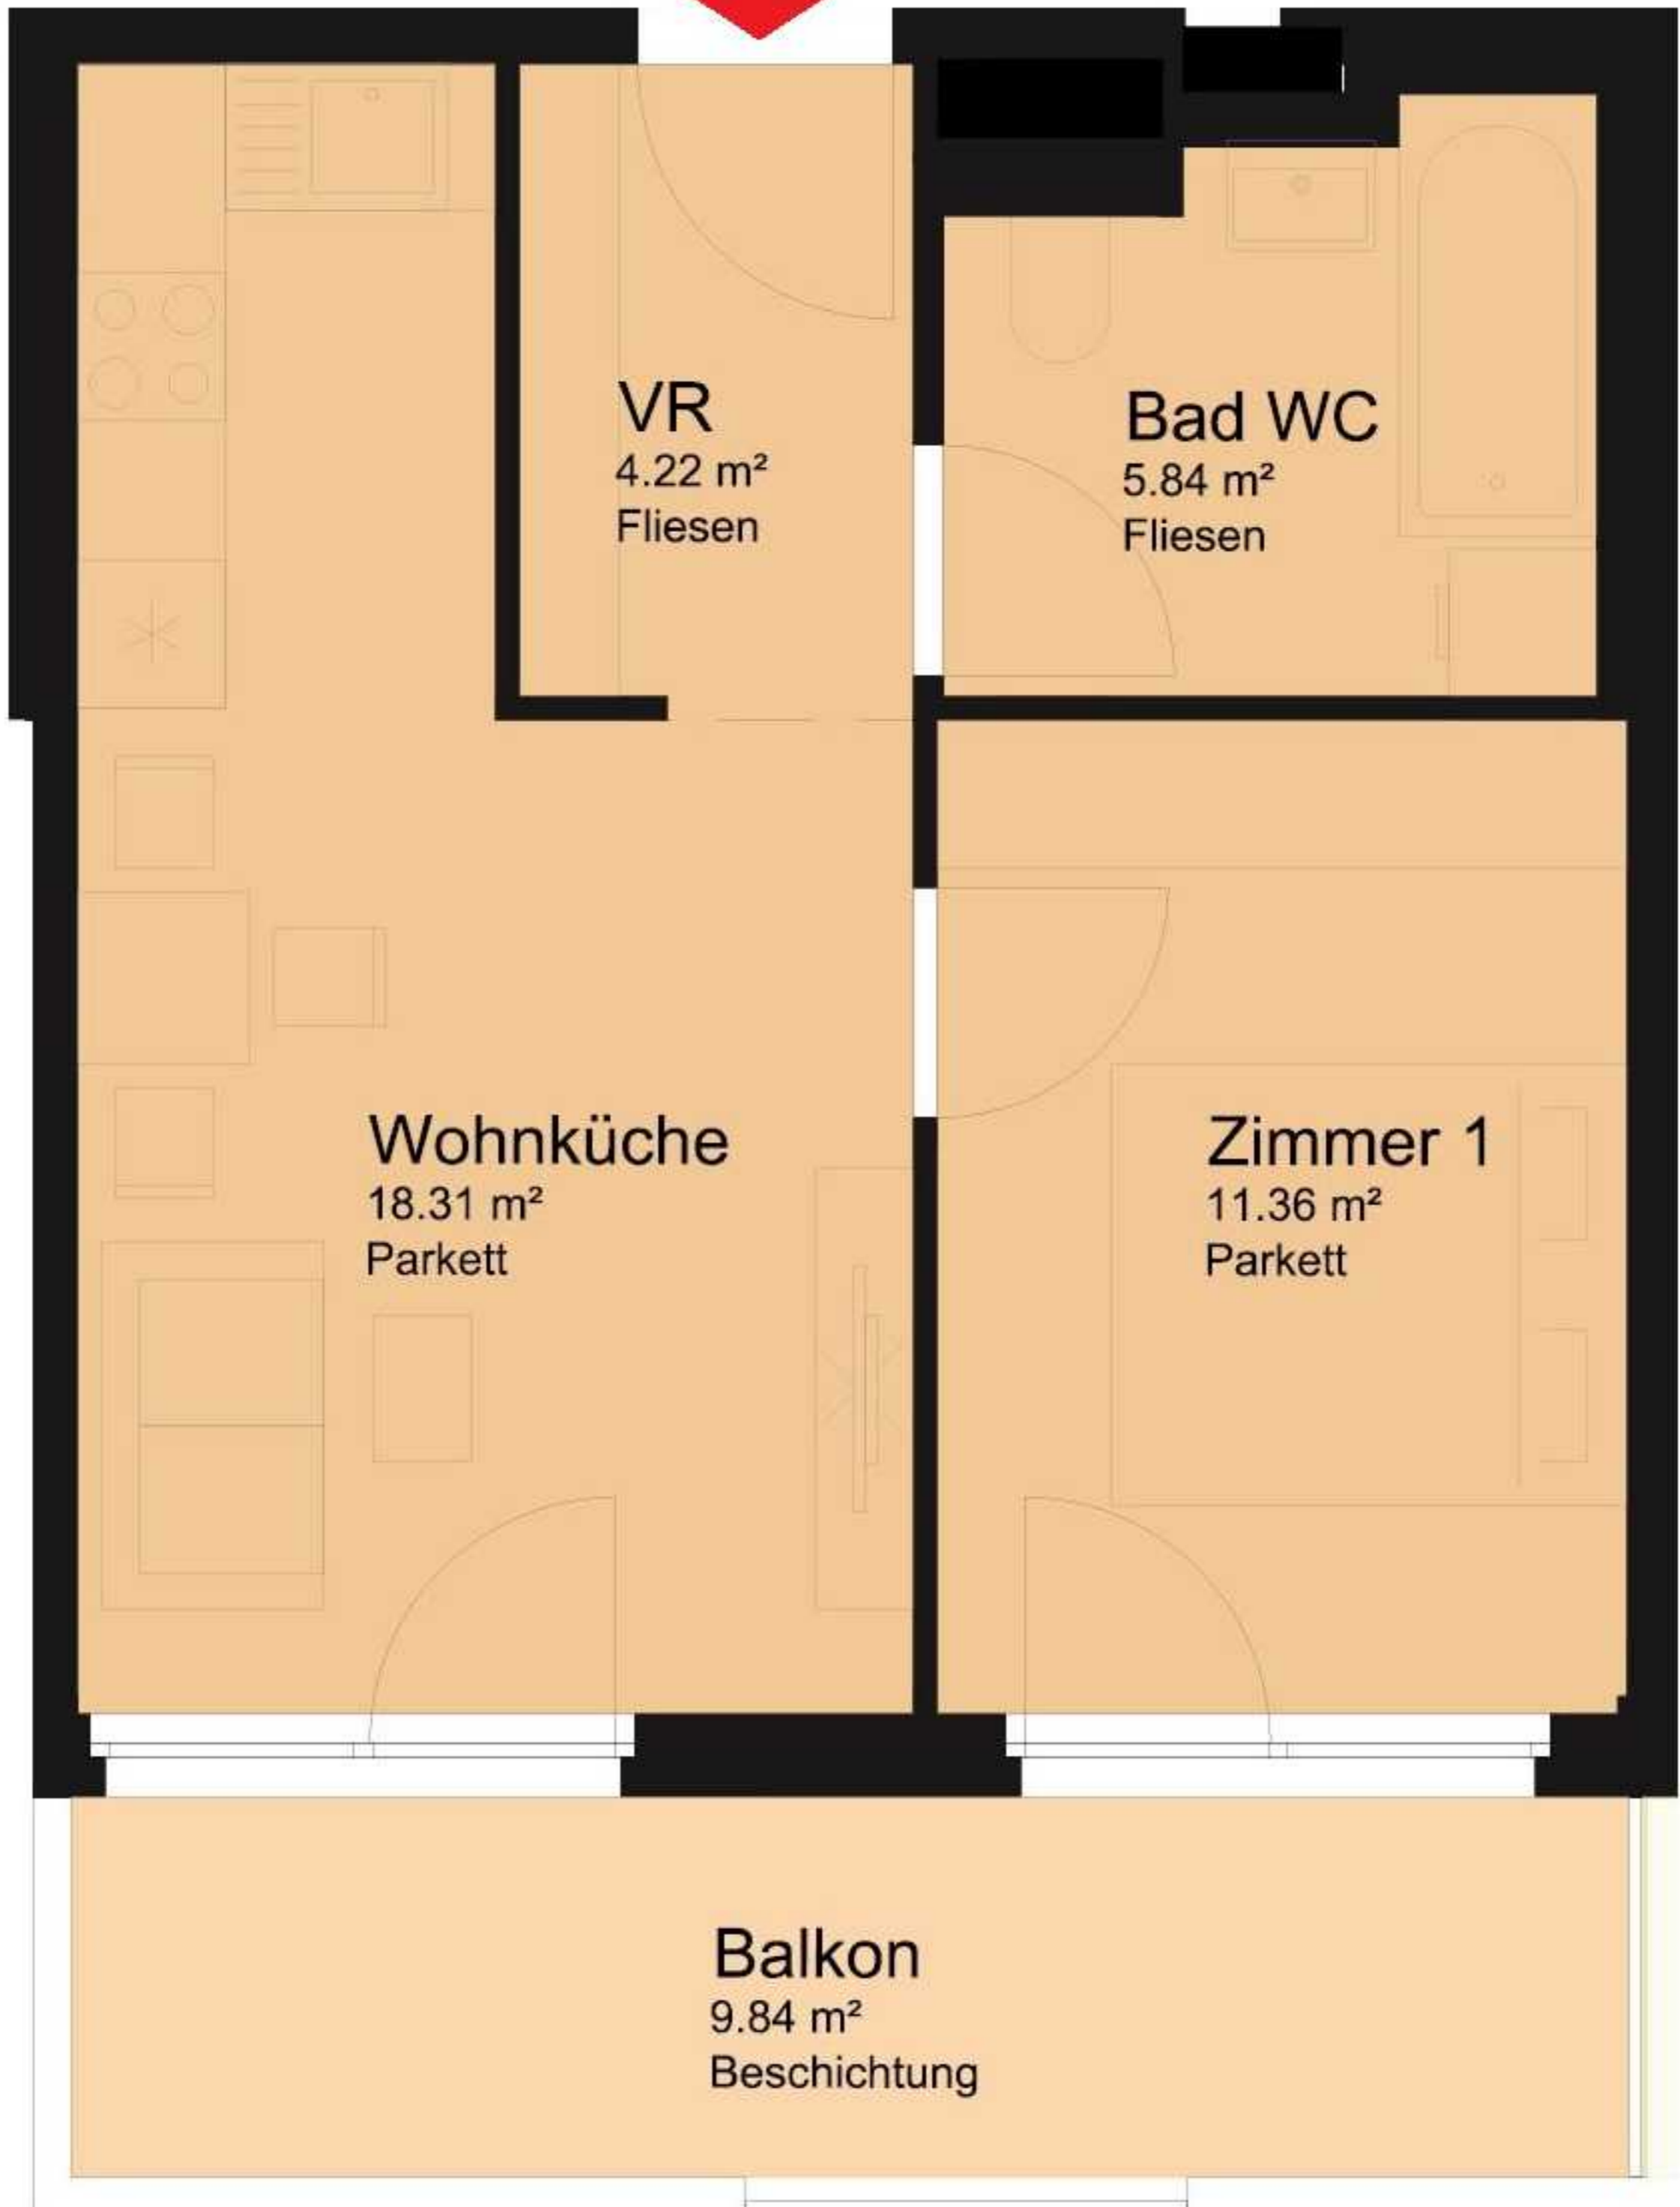 VR
4.22 m²
Fliesen
Bad WC
5.84 m²
Fliesen
Wohnküche
18.31 m²
Parkett
Zimmer 1
11.36 m²
Parkett
Balkon
9.84 m²
Beschichtung